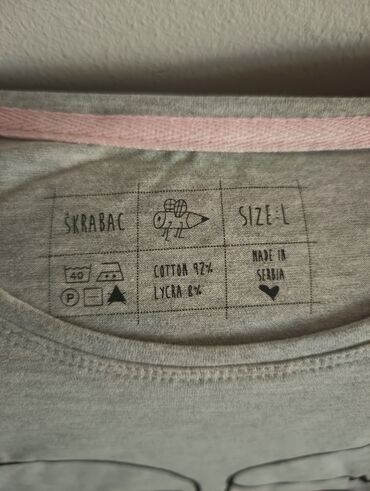 ŠKRABAC
SIZE:L
40
P
COTTON 92%
LYCRA 8%
MADE IN
SERBIA